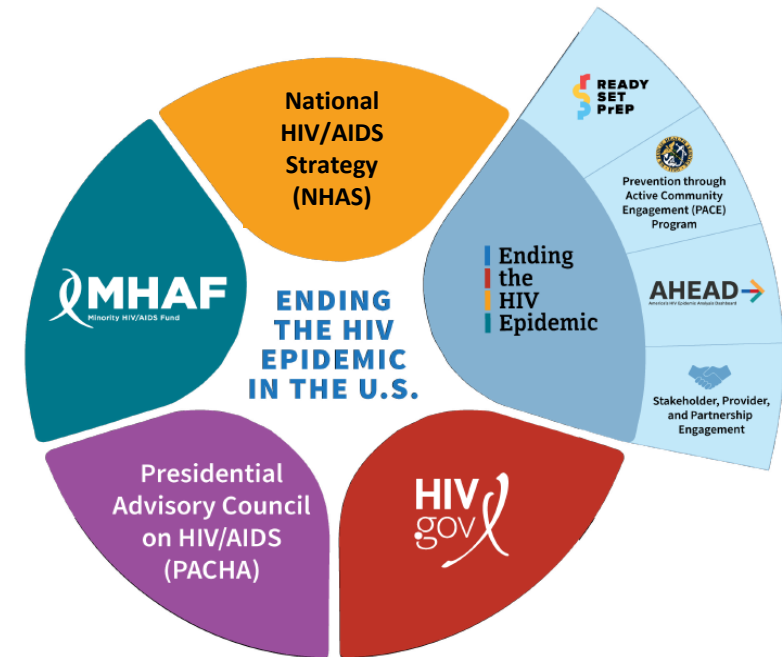 National
HIV/AIDS
Strategy
(NHAS)
READY
SET
PrEP
Prevention through
Active Community
Engagement (PACE)
Program
AHEAD
America's HIV Epidemic Analysis Dashboard
Stakeholder, Provider,
and Partnership
Engagement
Ending
the
HIV
Epidemic
MHAF
Minority HIV/AIDS Fund
ENDING
THE HIV
EPIDEMIC
IN THE U.S.
Presidential
Advisory Council
on HIV/AIDS
(PACHA)
HIV
.gov